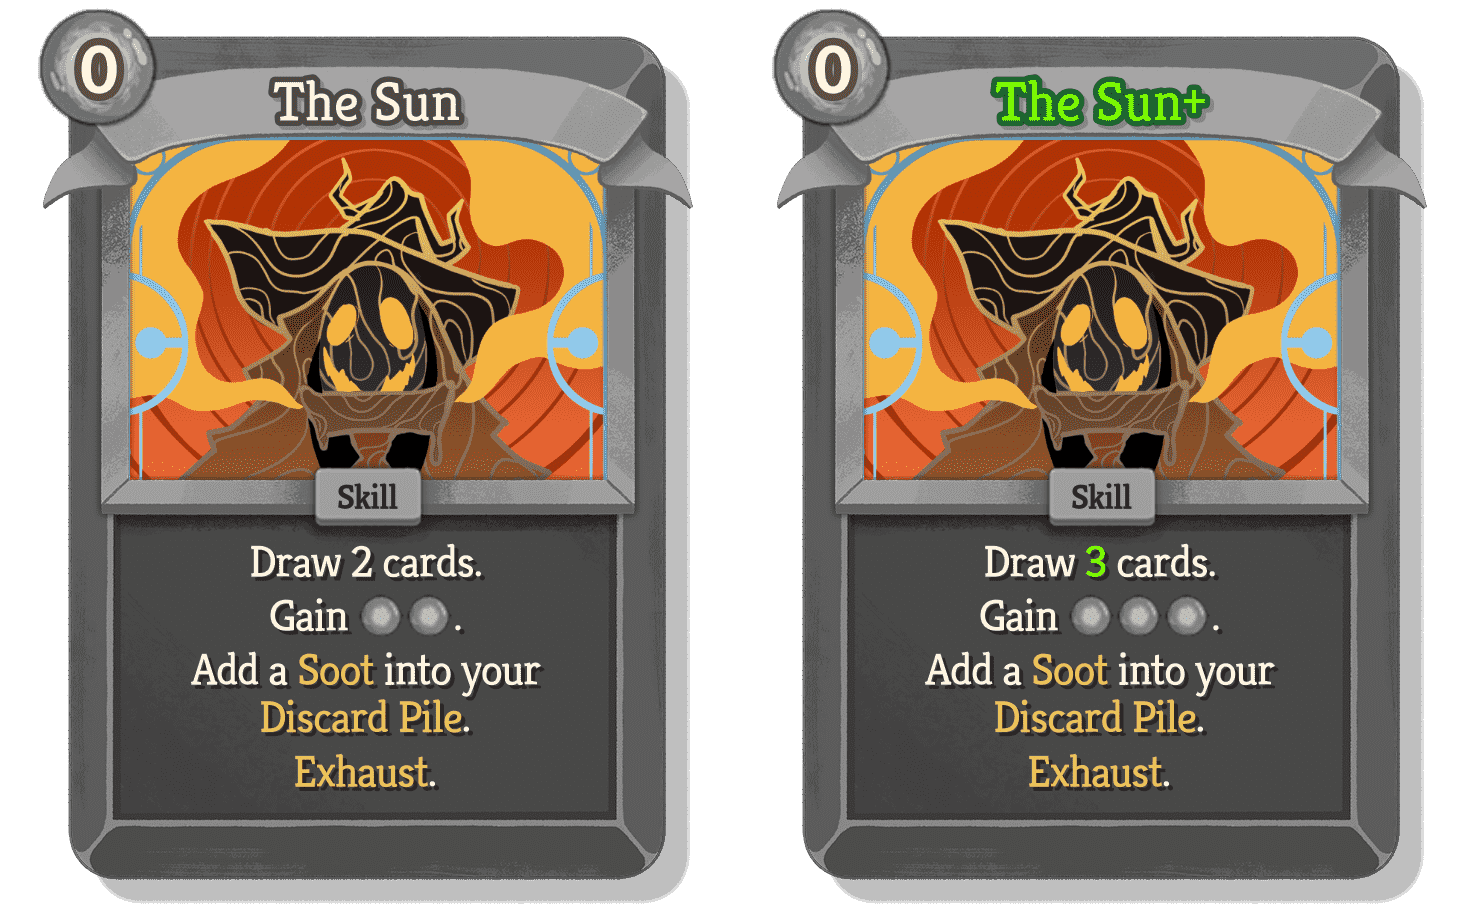 0
The Sun
Skill
Draw 2 cards.
Gain .
Add a Soot into your
Discard Pile.
Exhaust.
0
The Sun+
Skill
Draw 3 cards.
Gain .
Add a Soot into your
Discard Pile.
Exhaust.